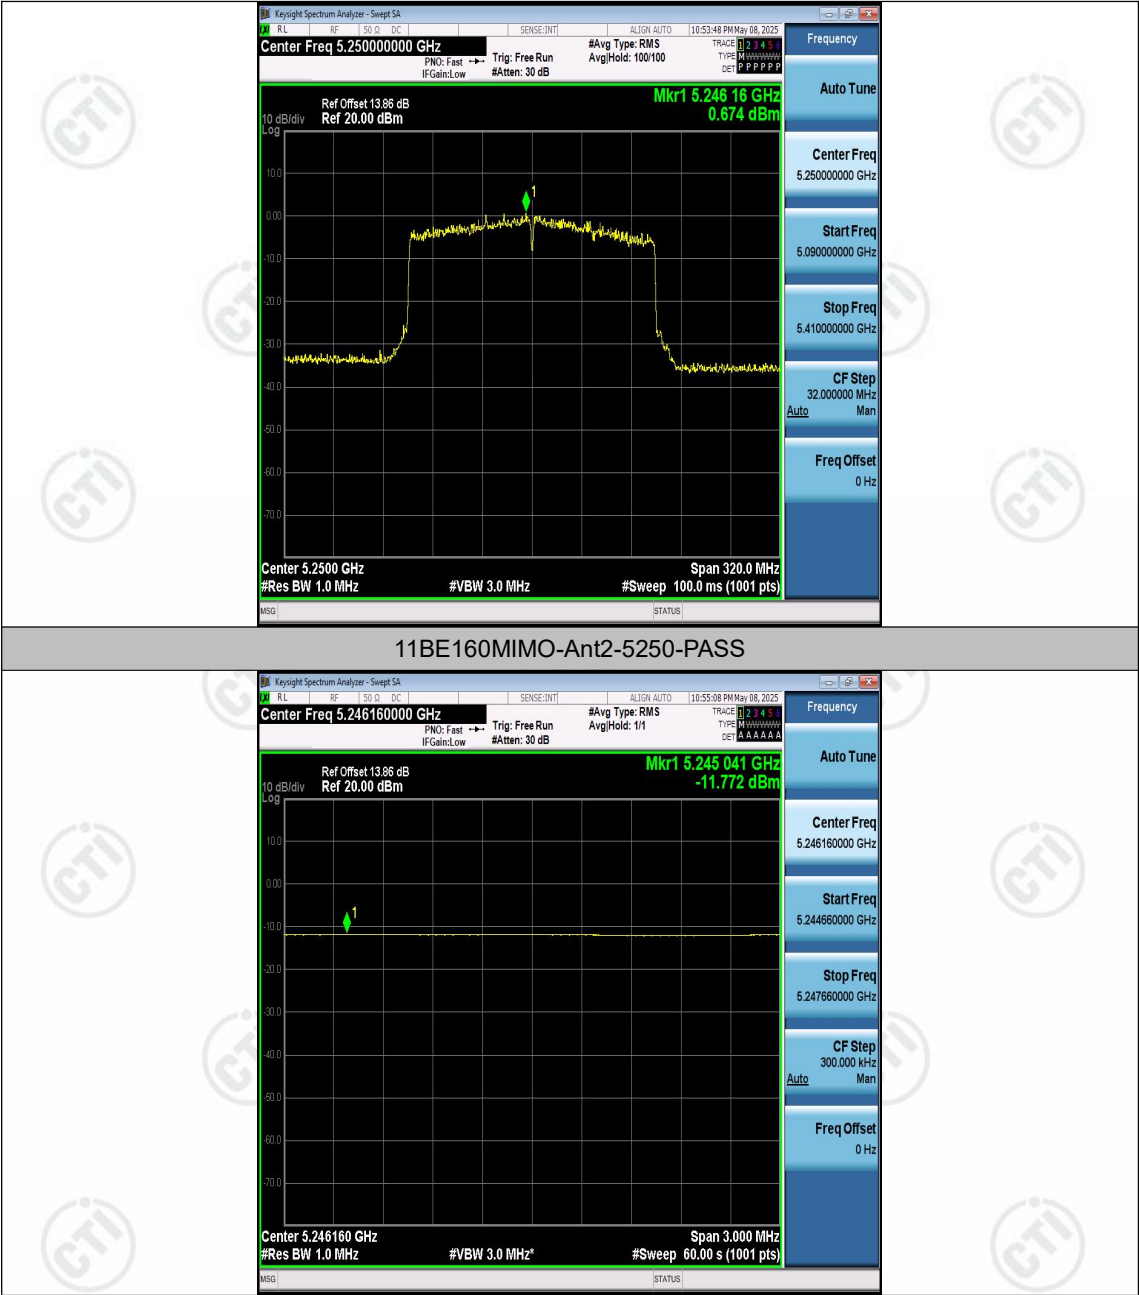 Keysight Spectrum Analyzer - Swept SA
RL RF 50 Ω DC SENSE:INT ALIGN AUTO 10:53:48 PM May 08, 2025
Center Freq 5.250000000 GHz
#Avg Type: RMS
TRACE 1 2 3 4 5 6
PNO: Fast
Trig: Free Run
Avg|Hold: 100/100
TYPE M
IFGain:Low
#Atten: 30 dB
DET P P P P P P
Mkr1 5.246 16 GHz
0.674 dBm
Ref Offset 13.86 dB
10 dB/div Ref 20.00 dBm
Log
10.0
0.00
-10.0
-20.0
-30.0
-40.0
-50.0
-60.0
-70.0
1
Center 5.2500 GHz
Span 320.0 MHz
#Res BW 1.0 MHz
#VBW 3.0 MHz
#Sweep 100.0 ms (1001 pts)
MSG
STATUS
Frequency
Auto Tune
Center Freq
5.250000000 GHz
Start Freq
5.090000000 GHz
Stop Freq
5.410000000 GHz
CF Step
32.000000 MHz
Auto Man
Freq Offset
0 Hz
11BE160MIMO-Ant2-5250-PASS
Keysight Spectrum Analyzer - Swept SA
RL RF 50 Ω DC SENSE:INT ALIGN AUTO 10:55:08 PM May 08, 2025
Center Freq 5.246160000 GHz
#Avg Type: RMS
TRACE 1 2 3 4 5 6
PNO: Fast
Trig: Free Run
Avg|Hold: 1/1
TYPE M
IFGain:Low
#Atten: 30 dB
DET A A A A A A
Mkr1 5.245 041 GHz
-11.772 dBm
Ref Offset 13.86 dB
10 dB/div Ref 20.00 dBm
Log
10.0
0.00
-10.0
-20.0
-30.0
-40.0
-50.0
-60.0
-70.0
1
Center 5.246160 GHz
Span 3.000 MHz
#Res BW 1.0 MHz
#VBW 3.0 MHz*
#Sweep 60.00 s (1001 pts)
MSG
STATUS
Frequency
Auto Tune
Center Freq
5.246160000 GHz
Start Freq
5.244660000 GHz
Stop Freq
5.247660000 GHz
CF Step
300.000 kHz
Auto Man
Freq Offset
0 Hz
CTI
CTI
CTI
CTI
CTI
CTI
CTI
CTI
CTI
CTI
CTI
CTI